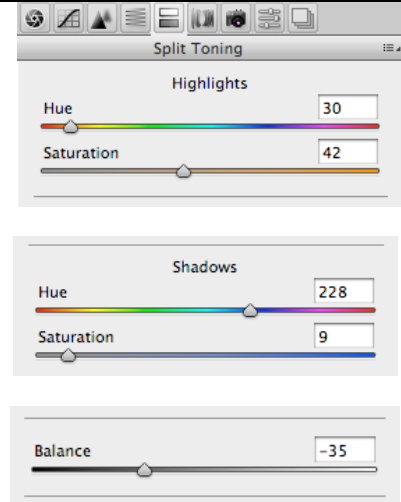 Split Toning
Highlights
Hue 30
Saturation 42
Shadows
Hue 228
Saturation 9
Balance -35